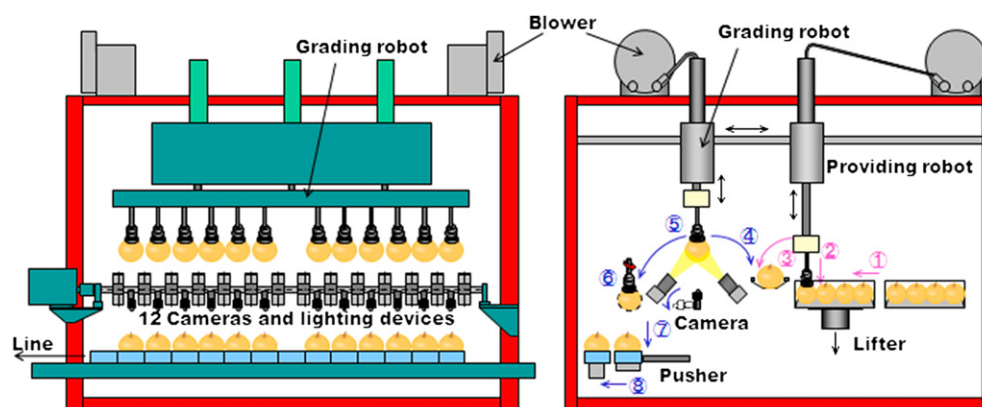 Blower
Grading robot
Grading robot
Providing robot
⑤
④
⑥
③
②
①
12 Cameras and lighting devices
Camera
⑦
Line
Lifter
Pusher
⑧